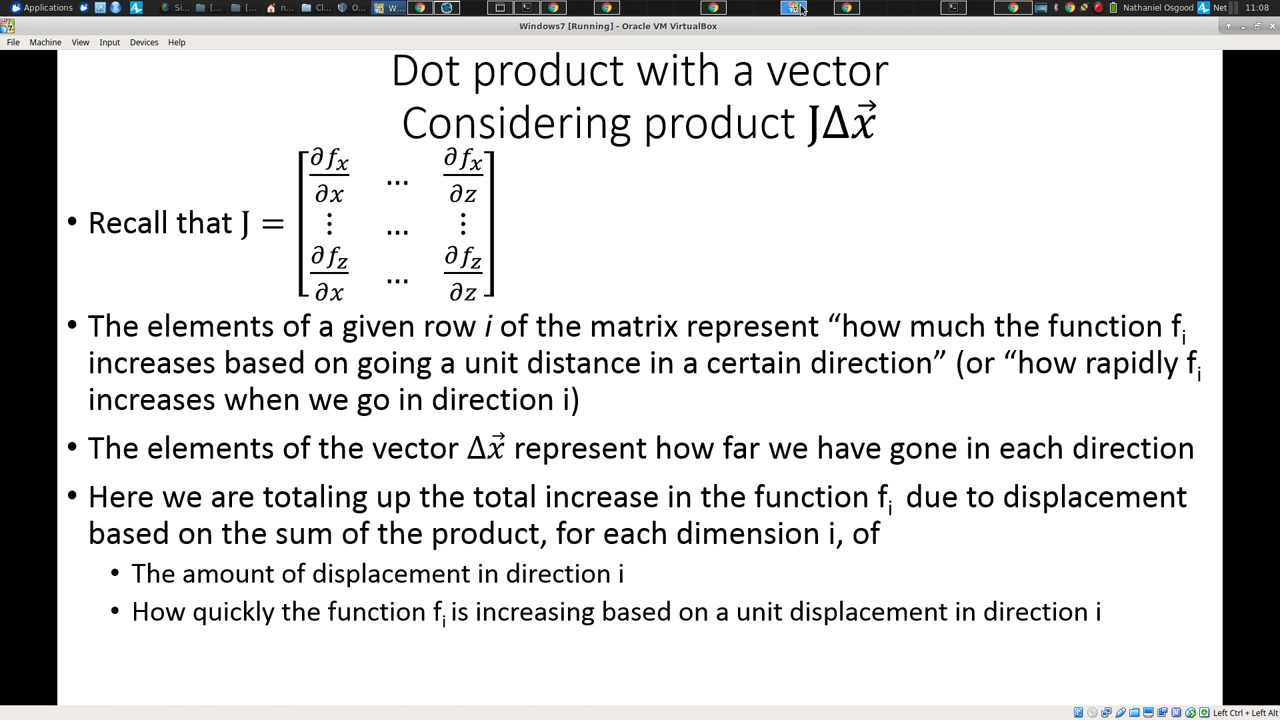 Applications Si... [... [... n... Cl... O... W... Nathaniel Osgood Net 11:08
Windows7 [Running] - Oracle VM VirtualBox
File Machine View Input Devices Help
Dot product with a vector
Considering product JΔx⃗
• Recall that J = [∂fx/∂x ... ∂fx/∂z
⋮ ... ⋮
∂fz/∂x ... ∂fz/∂z]
• The elements of a given row i of the matrix represent “how much the function fi
increases based on going a unit distance in a certain direction” (or “how rapidly fi
increases when we go in direction i)
• The elements of the vector Δx⃗ represent how far we have gone in each direction
• Here we are totaling up the total increase in the function fi due to displacement
based on the sum of the product, for each dimension i, of
• The amount of displacement in direction i
• How quickly the function fi is increasing based on a unit displacement in direction i
Left Ctrl + Left Alt